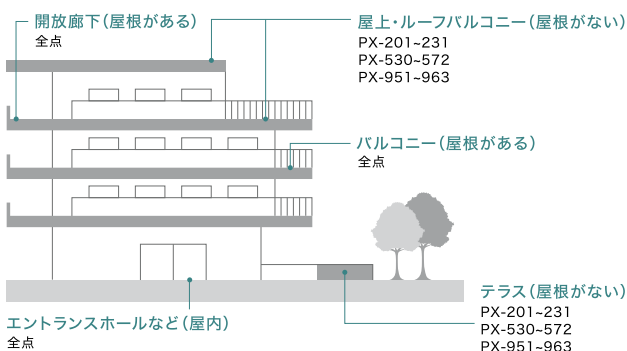 開放廊下（屋根がある）
全点
屋上・ルーフバルコニー（屋根がない）
PX-201~231
PX-530~572
PX-951~963
バルコニー（屋根がある）
全点
テラス（屋根がない）
PX-201~231
PX-530~572
PX-951~963
エントランスホールなど（屋内）
全点